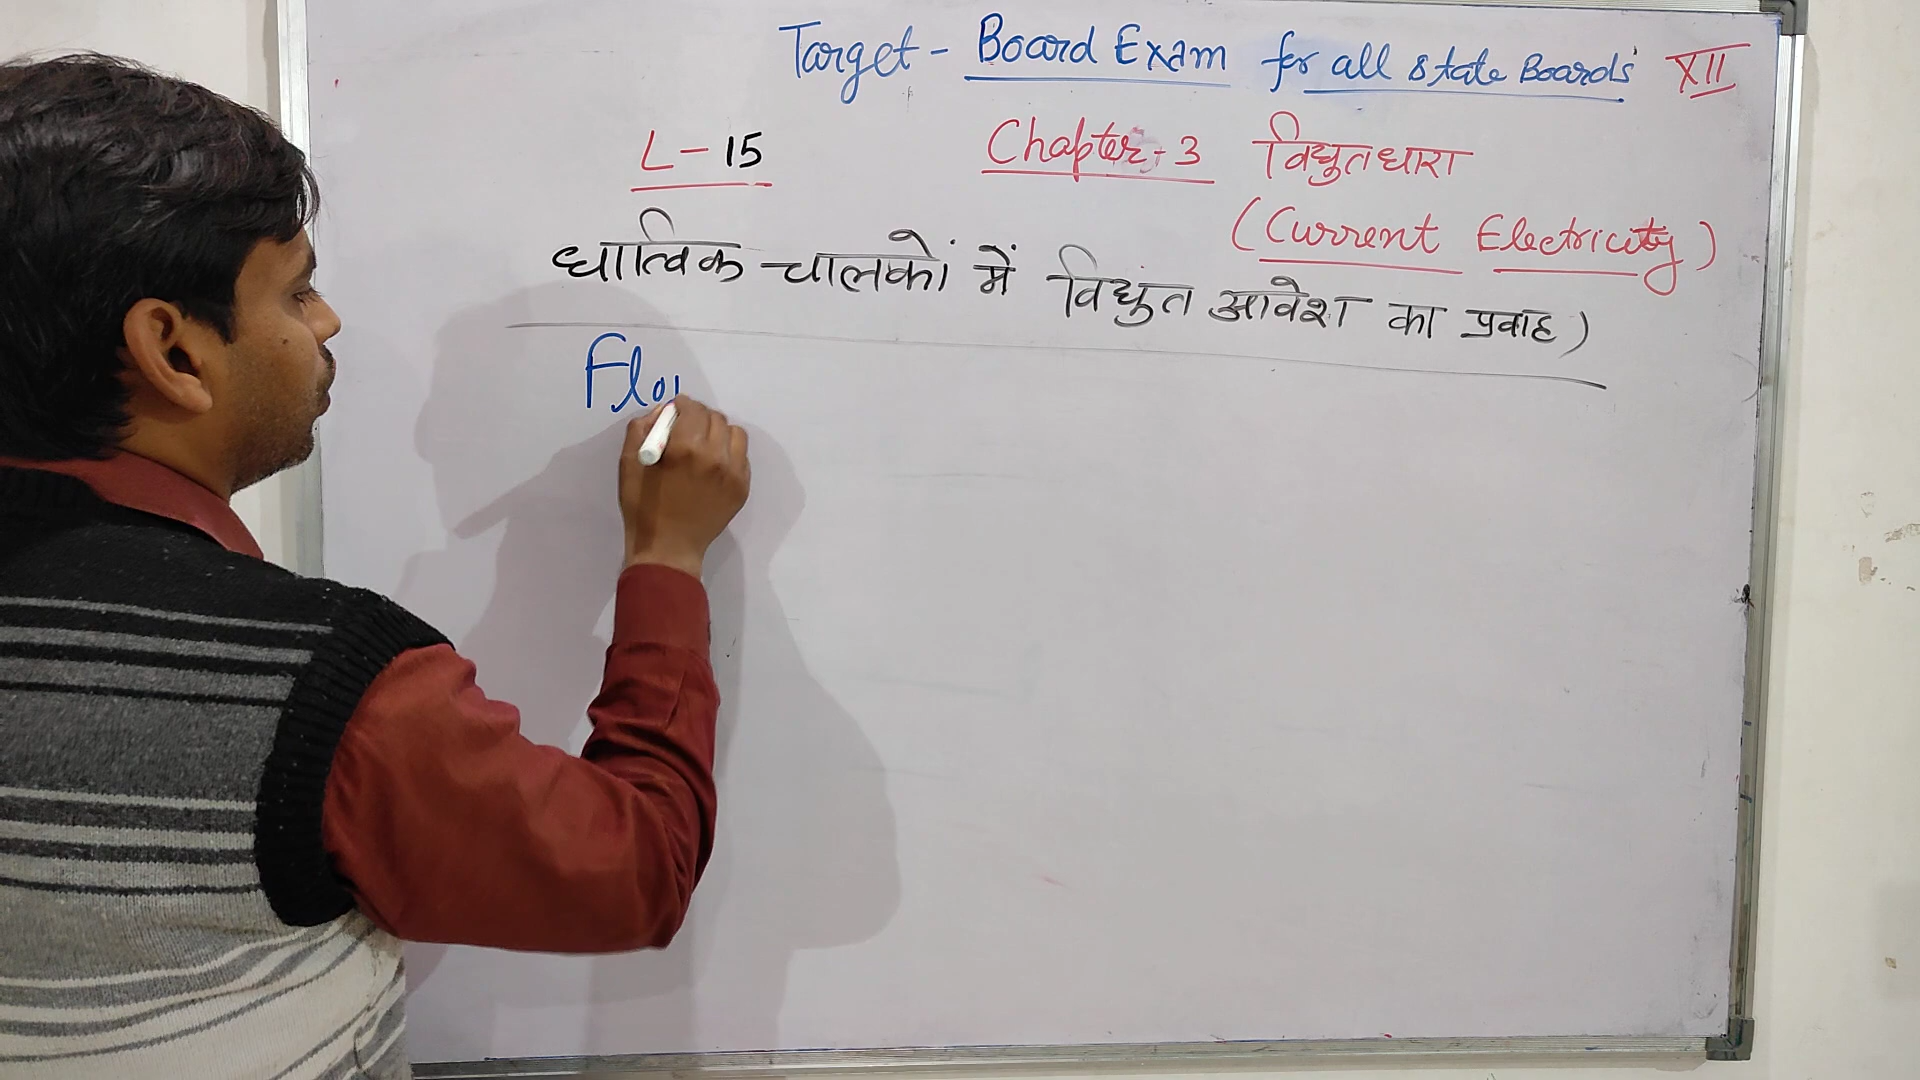 Target - Board Exam for all state Boards XII
L-15 Chapter-3 विद्युतधारा
(Current Electricity)
धात्विक चालकों में विद्युत आवेश का प्रवाह)
Flo